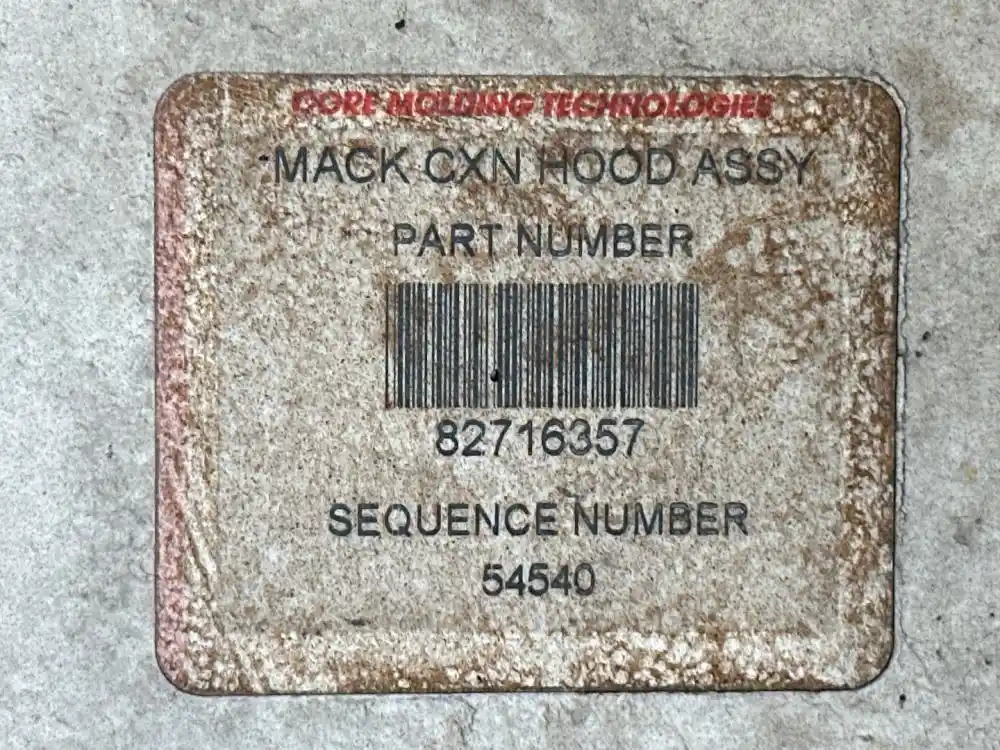 CORE MOLDING TECHNOLOGIES
MACK CXN HOOD ASSY
PART NUMBER
82716357
SEQUENCE NUMBER
54540